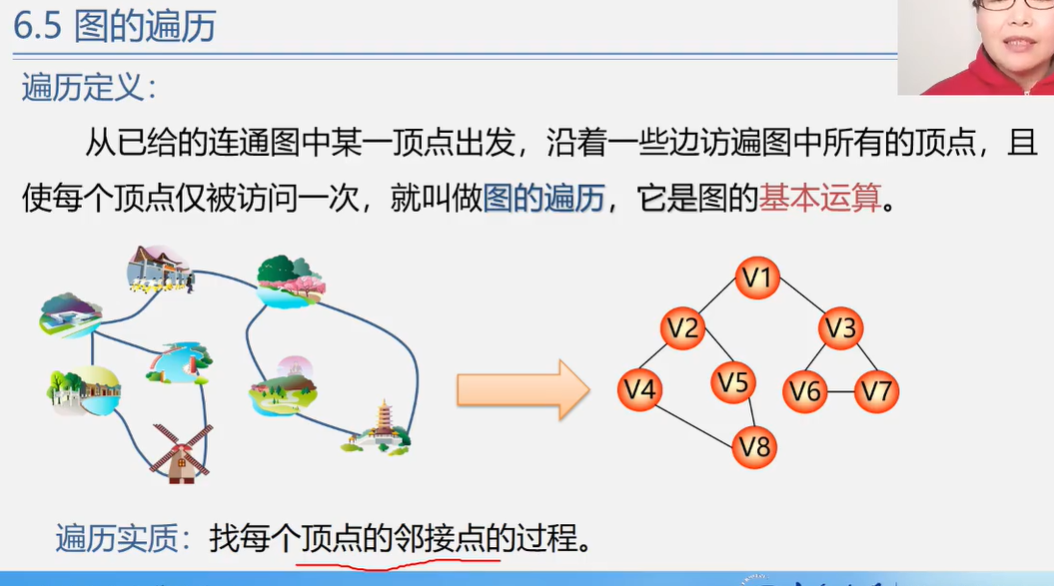 6.5 图的遍历
遍历定义：
从已给的连通图中某一顶点出发，沿着一些边访遍图中所有的顶点，且
使每个顶点仅被访问一次，就叫做图的遍历，它是图的基本运算。
V1
V2
V3
V4
V5
V6
V7
V8
遍历实质：找每个顶点的邻接点的过程。